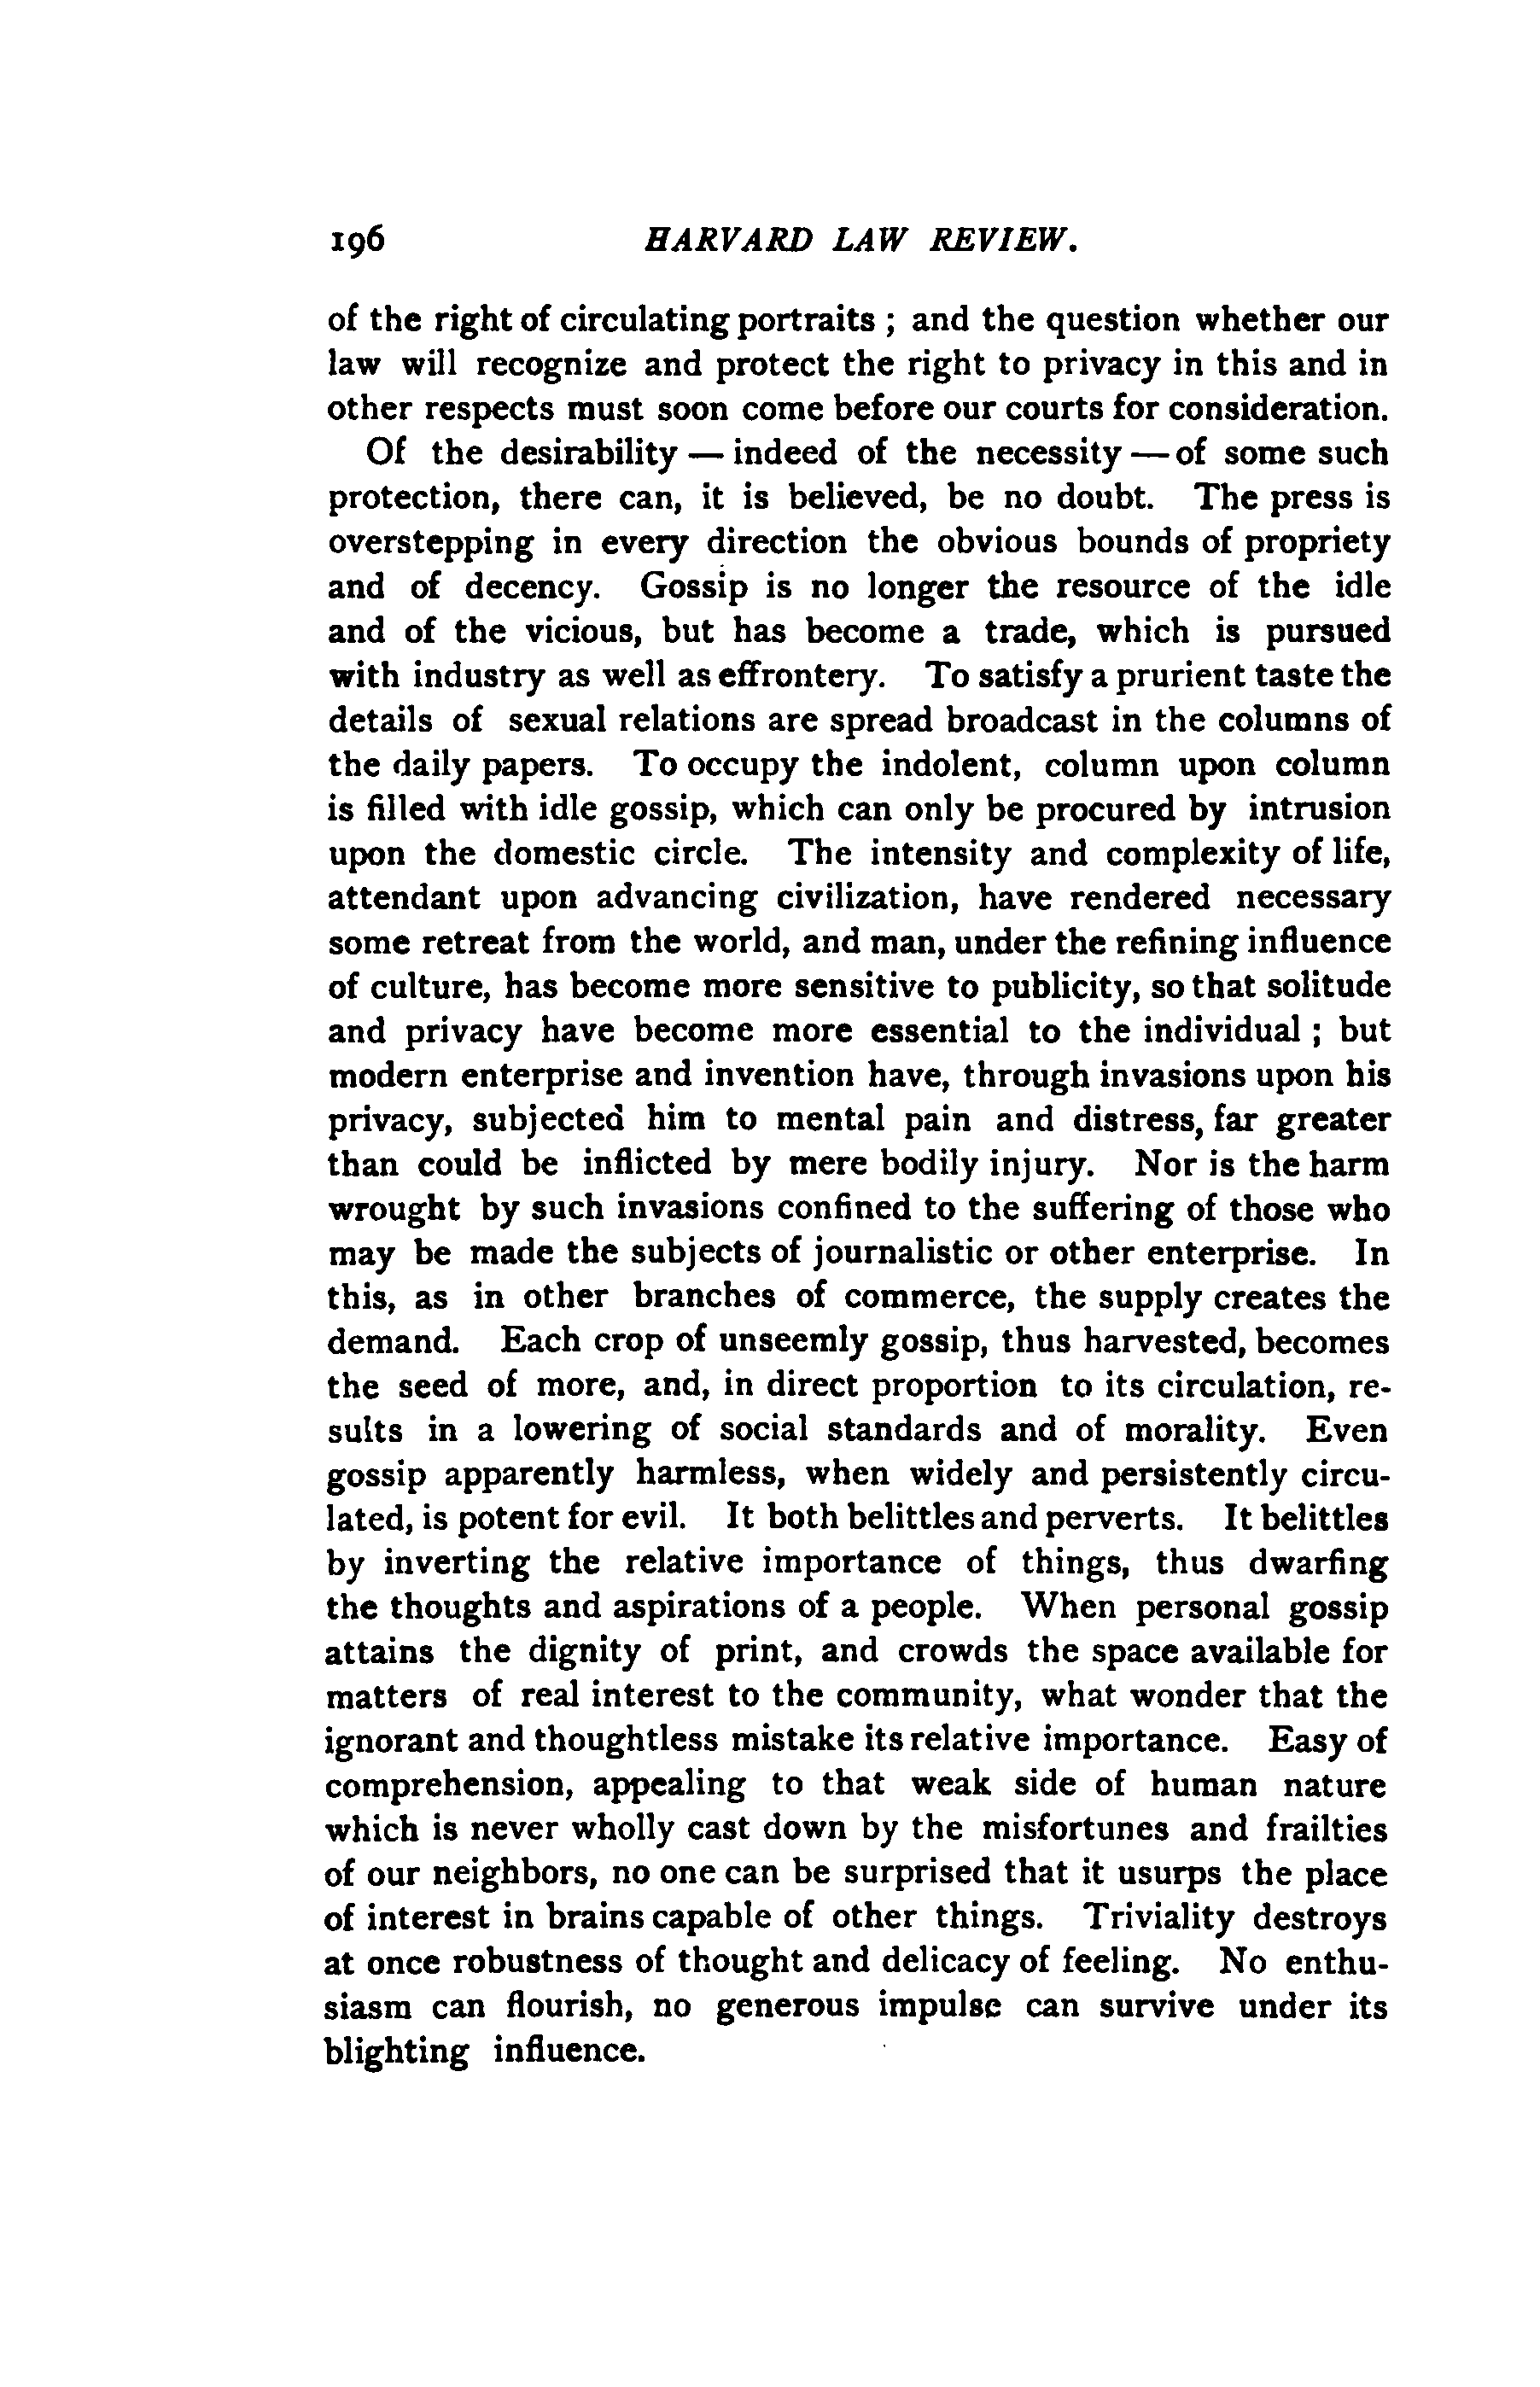 196 HARVARD LAW REVIEW.
of the right of circulating portraits ; and the question whether our
law will recognize and protect the right to privacy in this and in
other respects must soon come before our courts for consideration.
Of the desirability — indeed of the necessity — of some such
protection, there can, it is believed, be no doubt. The press is
overstepping in every direction the obvious bounds of propriety
and of decency. Gossip is no longer the resource of the idle
and of the vicious, but has become a trade, which is pursued
with industry as well as effrontery. To satisfy a prurient taste the
details of sexual relations are spread broadcast in the columns of
the daily papers. To occupy the indolent, column upon column
is filled with idle gossip, which can only be procured by intrusion
upon the domestic circle. The intensity and complexity of life,
attendant upon advancing civilization, have rendered necessary
some retreat from the world, and man, under the refining influence
of culture, has become more sensitive to publicity, so that solitude
and privacy have become more essential to the individual ; but
modern enterprise and invention have, through invasions upon his
privacy, subjected him to mental pain and distress, far greater
than could be inflicted by mere bodily injury. Nor is the harm
wrought by such invasions confined to the suffering of those who
may be made the subjects of journalistic or other enterprise. In
this, as in other branches of commerce, the supply creates the
demand. Each crop of unseemly gossip, thus harvested, becomes
the seed of more, and, in direct proportion to its circulation, re-
sults in a lowering of social standards and of morality. Even
gossip apparently harmless, when widely and persistently circu-
lated, is potent for evil. It both belittles and perverts. It belittles
by inverting the relative importance of things, thus dwarfing
the thoughts and aspirations of a people. When personal gossip
attains the dignity of print, and crowds the space available for
matters of real interest to the community, what wonder that the
ignorant and thoughtless mistake its relative importance. Easy of
comprehension, appealing to that weak side of human nature
which is never wholly cast down by the misfortunes and frailties
of our neighbors, no one can be surprised that it usurps the place
of interest in brains capable of other things. Triviality destroys
at once robustness of thought and delicacy of feeling. No enthu-
siasm can flourish, no generous impulse can survive under its
blighting influence.